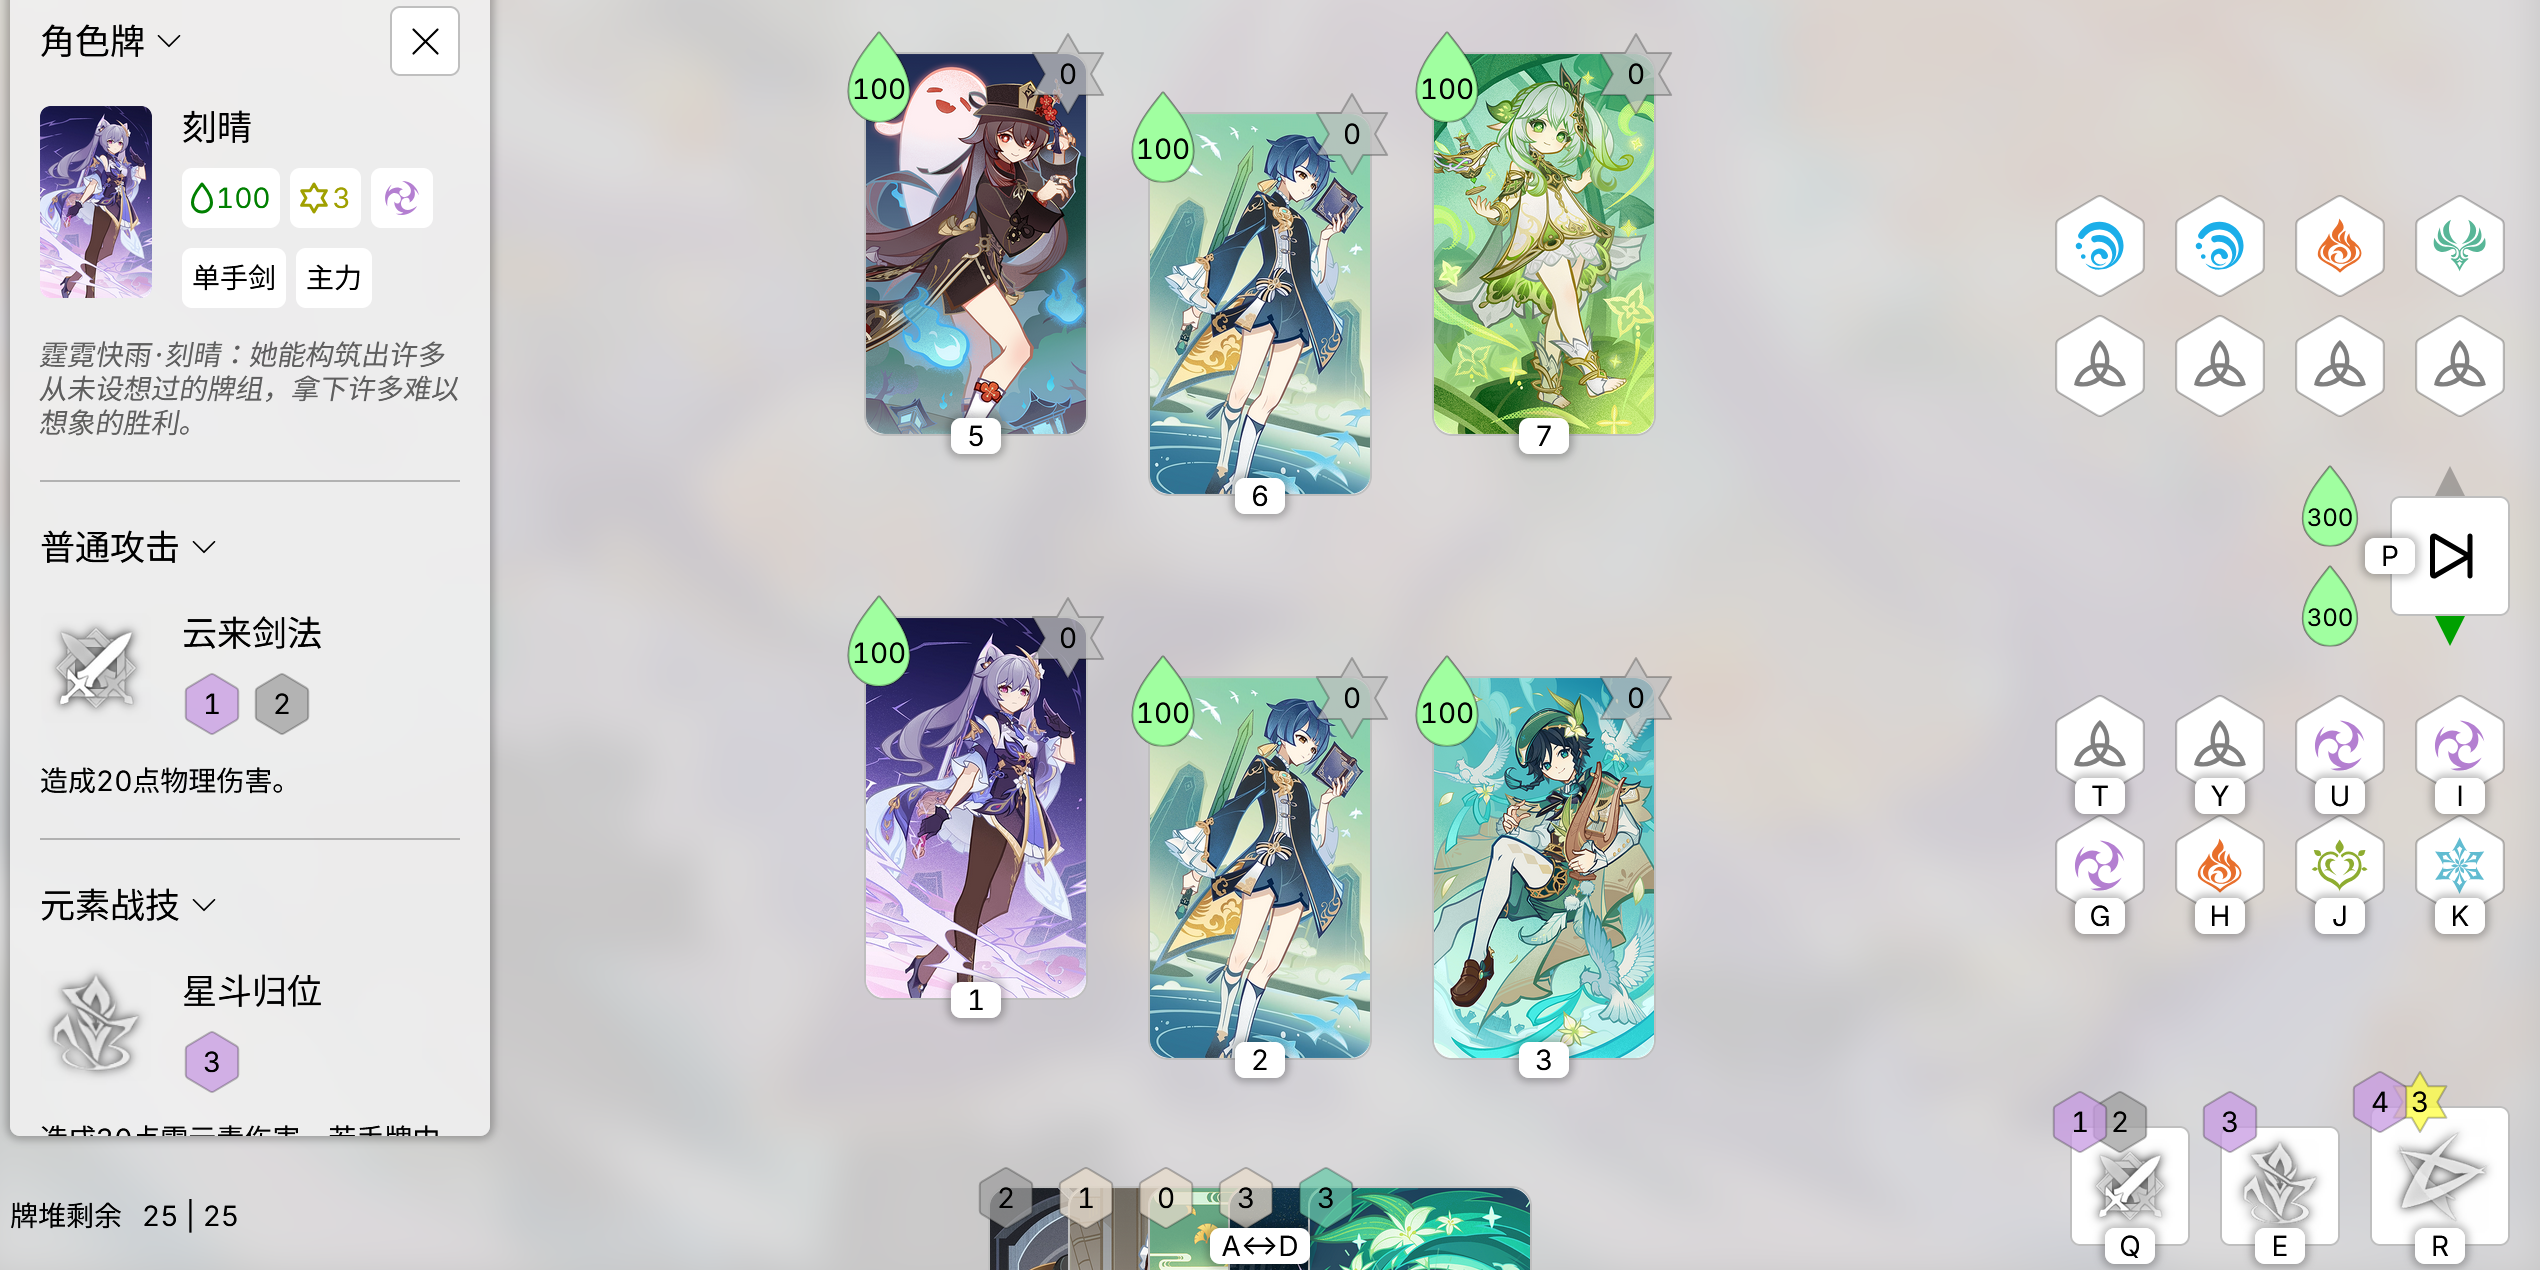 角色牌
刻晴
100 3
单手剑 主力
霆霓快雨·刻晴：她能构筑出许多
从未设想过的牌组，拿下许多难以
想象的胜利。
普通攻击
云来剑法
1 2
造成20点物理伤害。
元素战技
星斗归位
3
牌堆剩余 25 | 25
100 0 5
100 0 6
100 0 7
100 0 1
100 0 2
100 0 3
2 1 0 3 3
A↔D
300
P
300
T Y U I
G H J K
1 2 3 4 3
Q E R